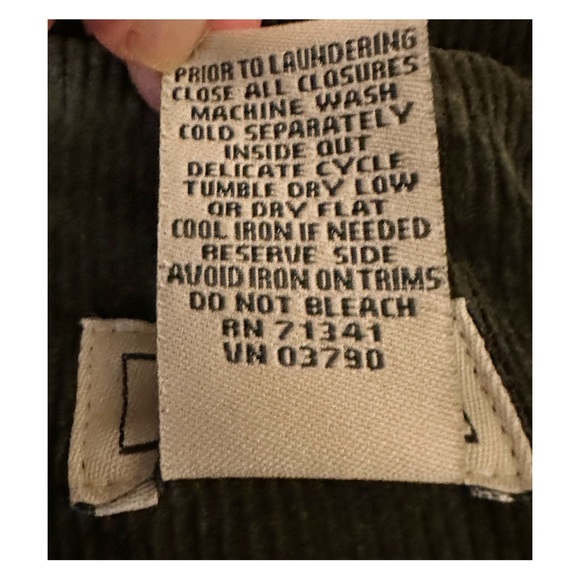 PRIOR TO LAUNDERING
CLOSE ALL CLOSURES
MACHINE WASH
COLD SEPARATELY
INSIDE OUT
DELICATE CYCLE
TUMBLE DRY LOW
OR DRY FLAT
COOL IRON IF NEEDED
RESERVE SIDE
AVOID IRON ON TRIMS
DO NOT BLEACH
RN 71341
VN 03790